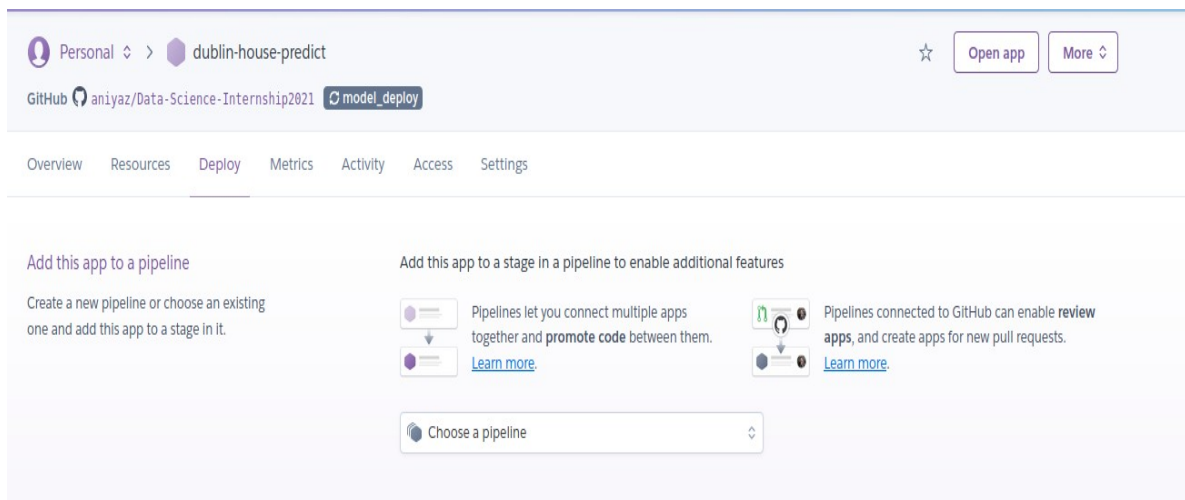 Personal > dublin-house-predict
Open app
More
GitHub aniyaz/Data-Science-Internship2021 model_deploy
Overview Resources Deploy Metrics Activity Access Settings
Add this app to a pipeline
Create a new pipeline or choose an existing
one and add this app to a stage in it.
Add this app to a stage in a pipeline to enable additional features
Pipelines let you connect multiple apps
together and promote code between them.
Learn more.
Pipelines connected to GitHub can enable review
apps, and create apps for new pull requests.
Learn more.
Choose a pipeline